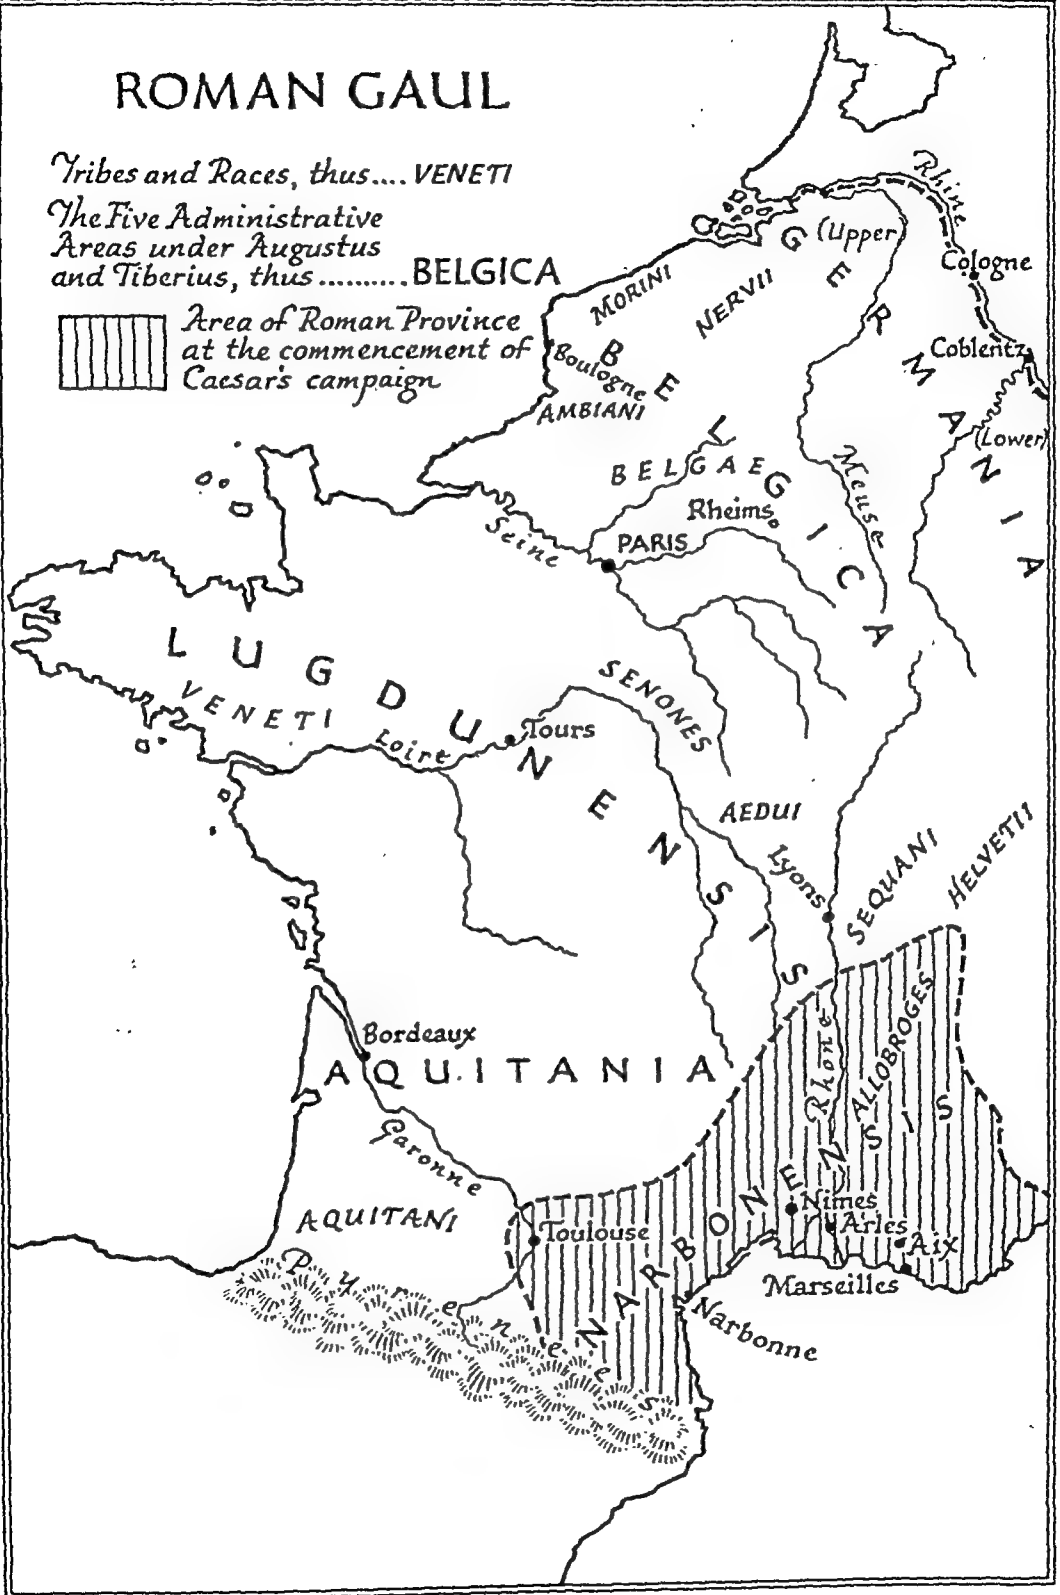 ROMAN GAUL
Tribes and Races, thus.... VENETI
The Five Administrative
Areas under Augustus
and Tiberius, thus ..........BELGICA
Area of Roman Province
at the commencement of
Caesar's campaign
Rhine
(Upper)
GERMANIA
Cologne
MORINI
NERVII
Coblentz
Boulogne
BELGICA
AMBIANI
(Lower)
BELGAE
Meuse
Rheims
Seine
PARIS
LUGDUNENSIS
VENETI
SENONES
Loire
Tours
AEDUI
Lyons
SEQUANI
HELVETII
Bordeaux
AQUITANIA
Rhône
ALLOBROGES
Garonne
AQUITANI
NARBONENSIS
Nimes
Arles
Aix
Toulouse
Marseilles
Pyrenees
Narbonne